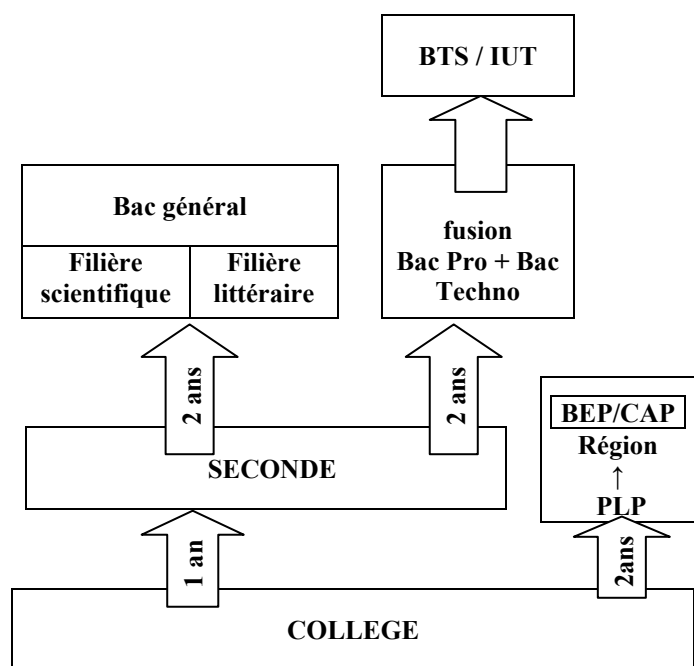 BTS / IUT
Bac général
Filière
scientifique
Filière
littéraire
fusion
Bac Pro + Bac
Techno
2 ans
2 ans
BEP/CAP
Région
↑
PLP
SECONDE
1 an
2ans
COLLEGE